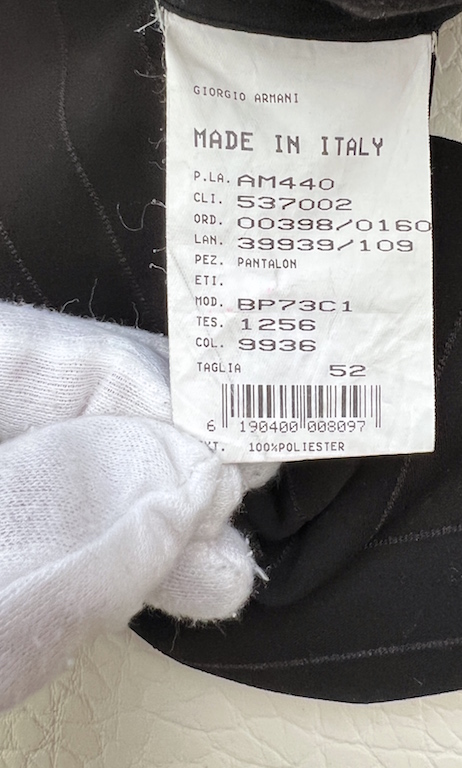 GIORGIO ARMANI
MADE IN ITALY
P.LA. AM440
CLI. 537002
ORD. 00398/0160
LAN. 39939/109
PEZ. PANTALON
ETI.
MOD. BP73C1
TES. 1256
COL. 9936
TAGLIA 52
6 190400 008097
100%POLIESTER